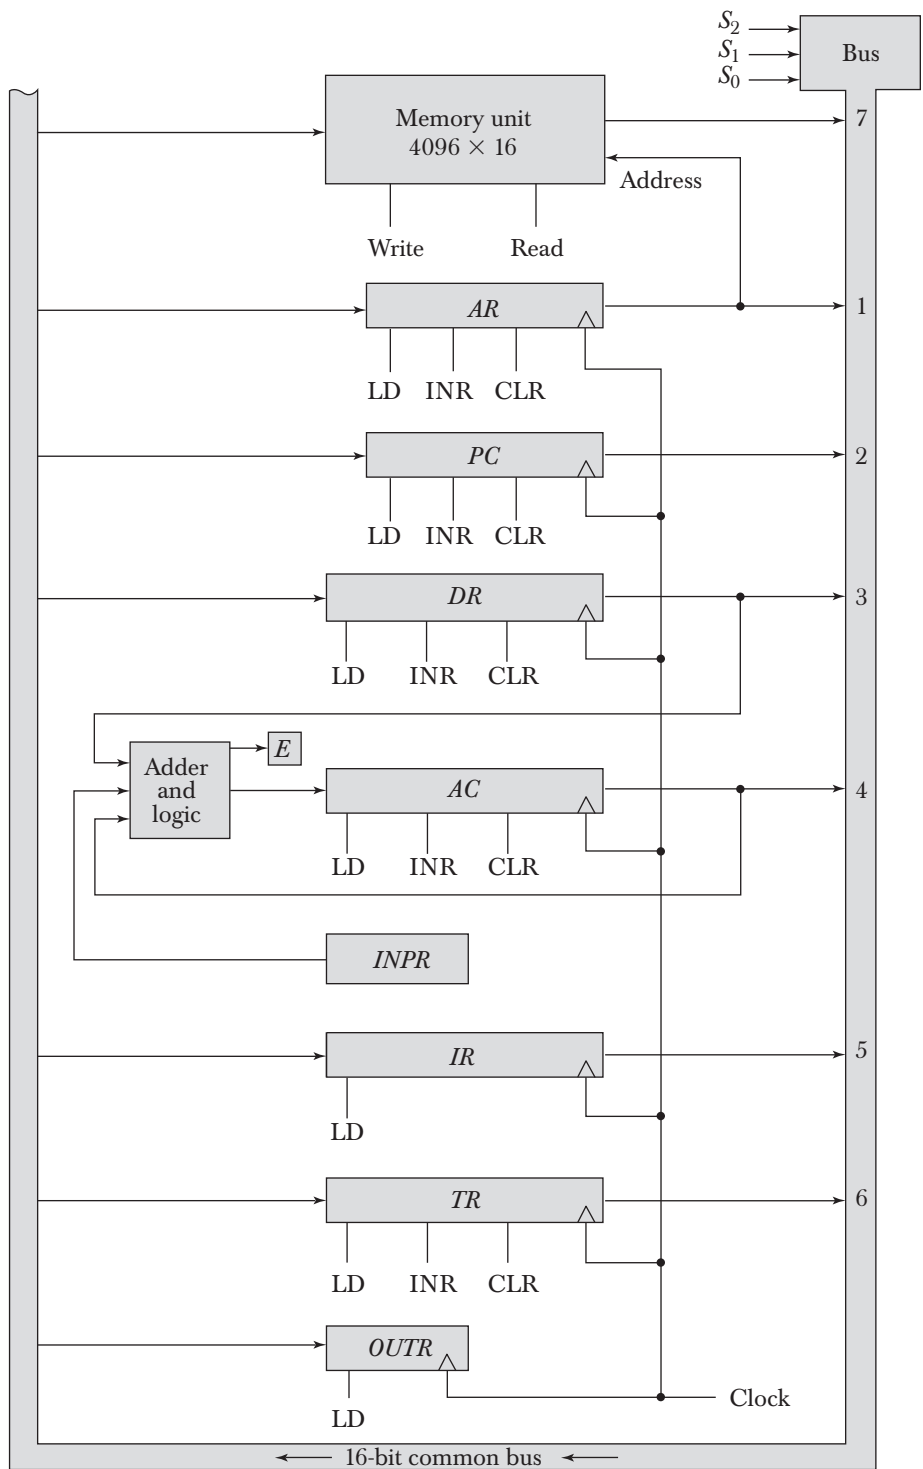 S2
S1
S0
Bus
Memory unit
4096 × 16
7
Address
Write
Read
AR
1
LD
INR
CLR
PC
2
LD
INR
CLR
DR
3
LD
INR
CLR
Adder
and
logic
E
AC
4
LD
INR
CLR
INPR
IR
5
LD
TR
6
LD
INR
CLR
OUTR
LD
Clock
16-bit common bus